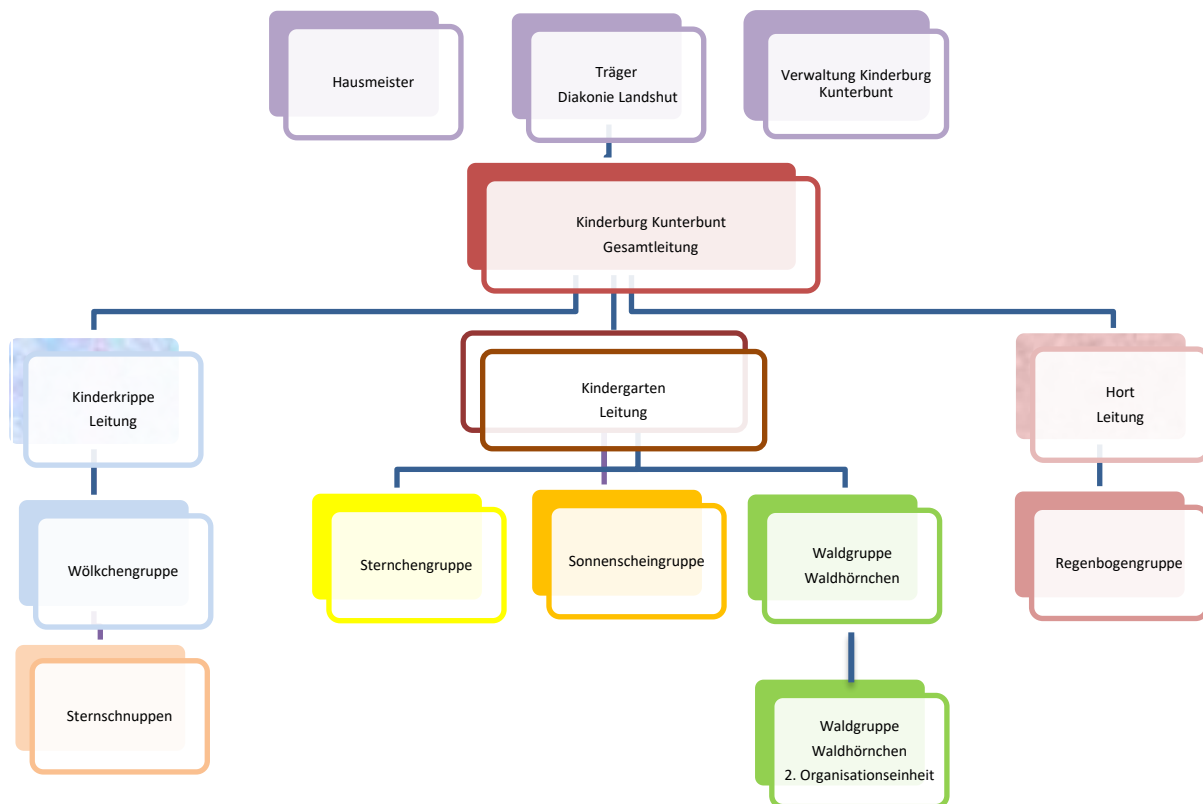 Hausmeister
Träger
Diakonie Landshut
Verwaltung Kinderburg
Kunterbunt
Kinderburg Kunterbunt
Gesamtleitung
Kinderkrippe
Leitung
Kindergarten
Leitung
Hort
Leitung
Wölkchengruppe
Sternchengruppe
Sonnenscheingruppe
Waldgruppe
Waldhörnchen
Regenbogengruppe
Sternschnuppen
Waldgruppe
Waldhörnchen
2. Organisationseinheit